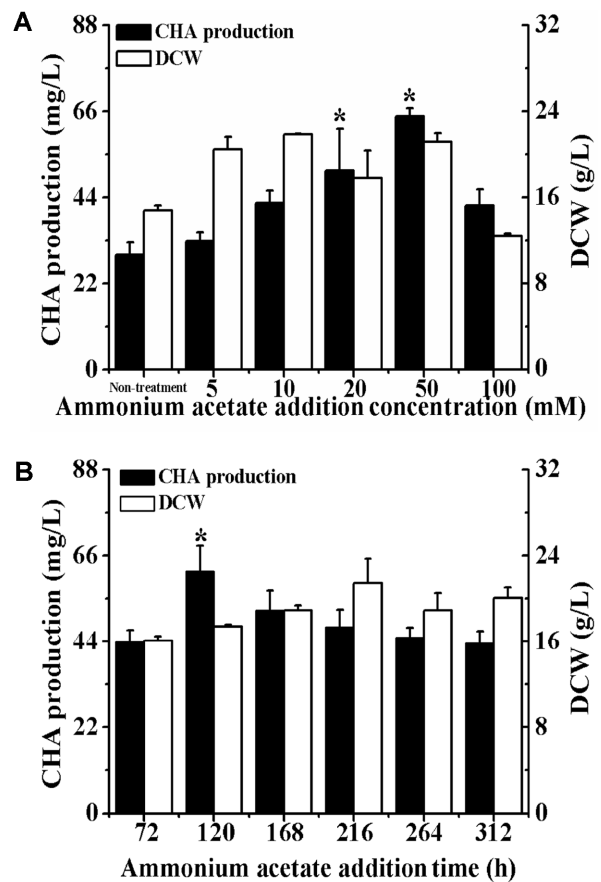 A
CHA production
DCW
CHA production (mg/L)
88
66
44
22
0
*
*
32
24
16
8
0
DCW (g/L)
Non-treatment 5 10 20 50 100
Ammonium acetate addition concentration (mM)
B
CHA production
DCW
CHA production (mg/L)
88
66
44
22
0
*
32
24
16
8
0
DCW (g/L)
72 120 168 216 264 312
Ammonium acetate addition time (h)